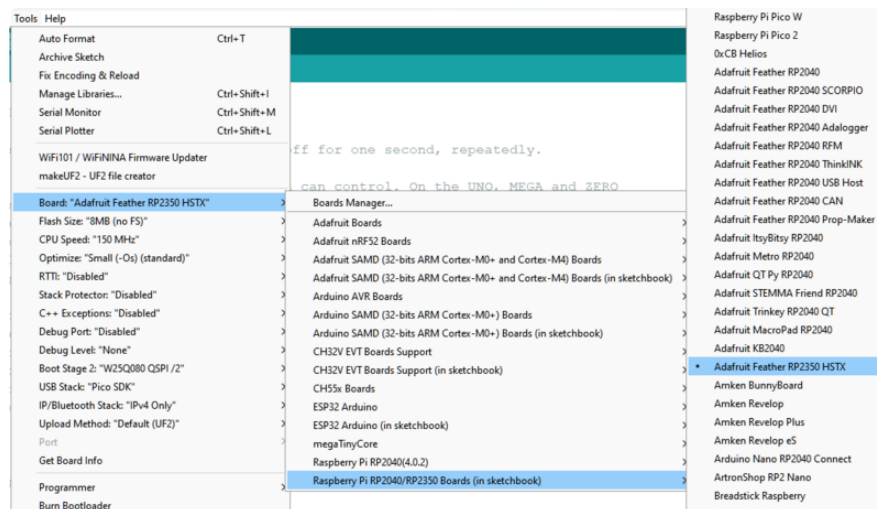 Tools Help
Auto Format Ctrl+T
Archive Sketch
Fix Encoding & Reload
Manage Libraries... Ctrl+Shift+I
Serial Monitor Ctrl+Shift+M
Serial Plotter Ctrl+Shift+L
WiFi101 / WiFiNINA Firmware Updater
makeUF2 - UF2 file creator
Board: "Adafruit Feather RP2350 HSTX"
Flash Size: "8MB (no FS)"
CPU Speed: "150 MHz"
Optimize: "Small (-Os) (standard)"
RTTI: "Disabled"
Stack Protector: "Disabled"
C++ Exceptions: "Disabled"
Debug Port: "Disabled"
Debug Level: "None"
Boot Stage 2: "W25Q080 QSPI /2"
USB Stack: "Pico SDK"
IP/Bluetooth Stack: "IPv4 Only"
Upload Method: "Default (UF2)"
Port
Get Board Info
Programmer
Burn Bootloader
ff for one second, repeatedly.
can control. On the UNO, MEGA and ZERO
Boards Manager...
Adafruit Boards
Adafruit nRF52 Boards
Adafruit SAMD (32-bits ARM Cortex-M0+ and Cortex-M4) Boards
Adafruit SAMD (32-bits ARM Cortex-M0+ and Cortex-M4) Boards (in sketchbook)
Arduino AVR Boards
Arduino SAMD (32-bits ARM Cortex-M0+) Boards
Arduino SAMD (32-bits ARM Cortex-M0+) Boards (in sketchbook)
CH32V EVT Boards Support
CH32V EVT Boards Support (in sketchbook)
CH55x Boards
ESP32 Arduino
ESP32 Arduino (in sketchbook)
megaTinyCore
Raspberry Pi RP2040(4.0.2)
Raspberry Pi RP2040/RP2350 Boards (in sketchbook)
Raspberry Pi Pico W
Raspberry Pi Pico 2
0xCB Helios
Adafruit Feather RP2040
Adafruit Feather RP2040 SCORPIO
Adafruit Feather RP2040 DVI
Adafruit Feather RP2040 Adalogger
Adafruit Feather RP2040 RFM
Adafruit Feather RP2040 ThinkINK
Adafruit Feather RP2040 USB Host
Adafruit Feather RP2040 CAN
Adafruit Feather RP2040 Prop-Maker
Adafruit ItsyBitsy RP2040
Adafruit Metro RP2040
Adafruit QT Py RP2040
Adafruit STEMMA Friend RP2040
Adafruit Trinkey RP2040 QT
Adafruit MacroPad RP2040
Adafruit KB2040
Adafruit Feather RP2350 HSTX
Amken BunnyBoard
Amken Revelop
Amken Revelop Plus
Amken Revelop eS
Arduino Nano RP2040 Connect
ArtronShop RP2 Nano
Breadstick Raspberry